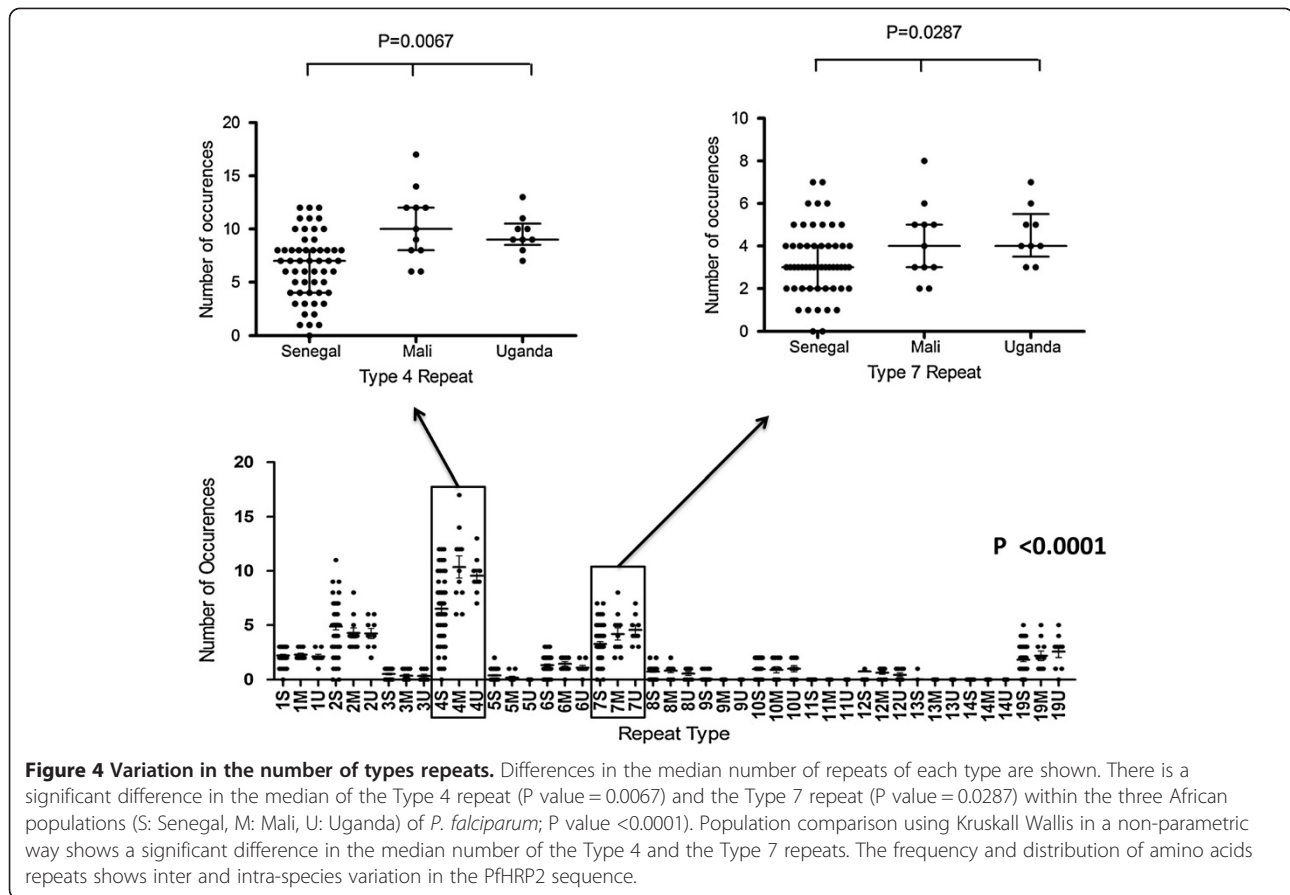 P=0.0067
Number of occurences
20
15
10
5
0
Senegal Mali Uganda
Type 4 Repeat
P=0.0287
Number of occurences
10
8
6
4
2
0
Senegal Mali Uganda
Type 7 Repeat
Number of Occurences
20
15
10
5
0
P <0.0001
1S 1M 1U 2S 2M 2U 3S 3M 3U 4S 4M 4U 5S 5M 5U 6S 6M 6U 7S 7M 7U 8S 8M 8U 9S 9M 9U 10S 10M 10U 11S 11M 11U 12S 12M 12U 13S 13M 13U 14S 14M 14U 19S 19M 19U
Repeat Type
Figure 4 Variation in the number of types repeats. Differences in the median number of repeats of each type are shown. There is a
significant difference in the median of the Type 4 repeat (P value = 0.0067) and the Type 7 repeat (P value = 0.0287) within the three African
populations (S: Senegal, M: Mali, U: Uganda) of P. falciparum; P value <0.0001). Population comparison using Kruskall Wallis in a non-parametric
way shows a significant difference in the median number of the Type 4 and the Type 7 repeats. The frequency and distribution of amino acids
repeats shows inter and intra-species variation in the PfHRP2 sequence.